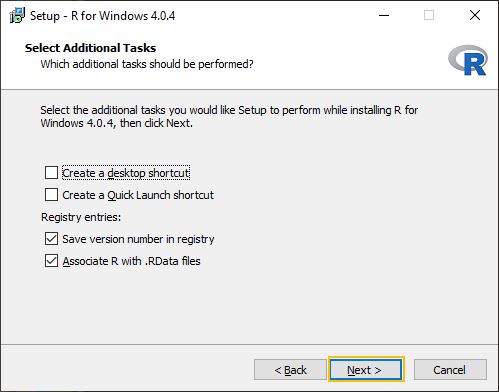 Setup - R for Windows 4.0.4
Select Additional Tasks
Which additional tasks should be performed?
R
Select the additional tasks you would like Setup to perform while installing R for
Windows 4.0.4, then click Next.
Create a desktop shortcut
Create a Quick Launch shortcut
Registry entries:
Save version number in registry
Associate R with .RData files
< Back
Next >
Cancel